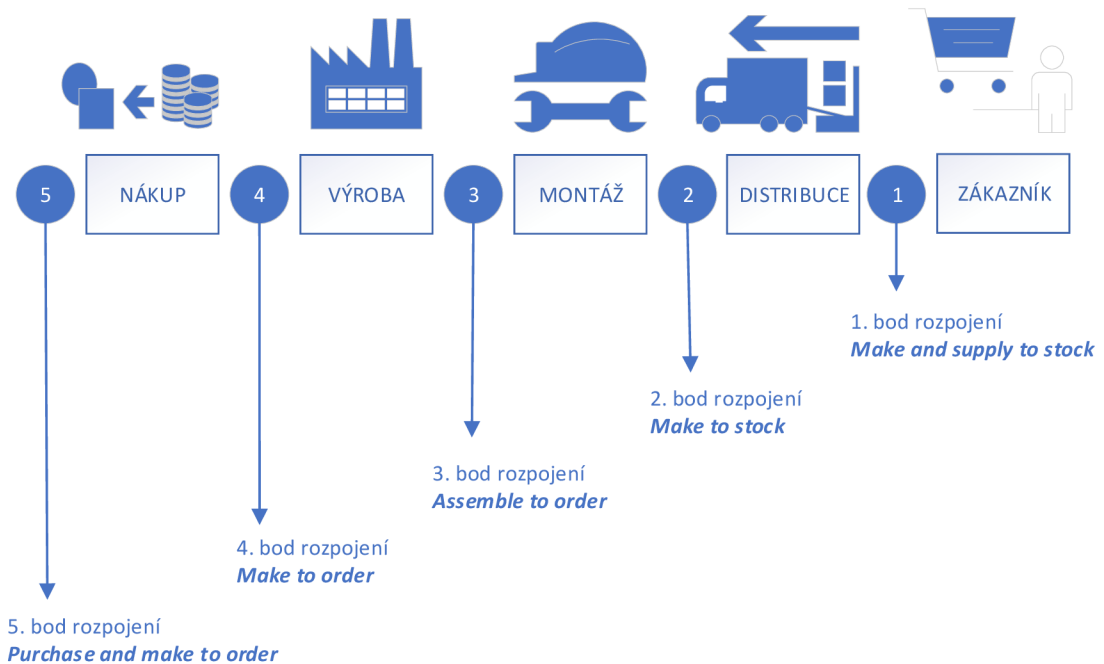 5
NÁKUP
4
VÝROBA
3
MONTÁŽ
2
DISTRIBUCE
1
ZÁKAZNÍK
1. bod rozpojení
Make and supply to stock
2. bod rozpojení
Make to stock
3. bod rozpojení
Assemble to order
4. bod rozpojení
Make to order
5. bod rozpojení
Purchase and make to order